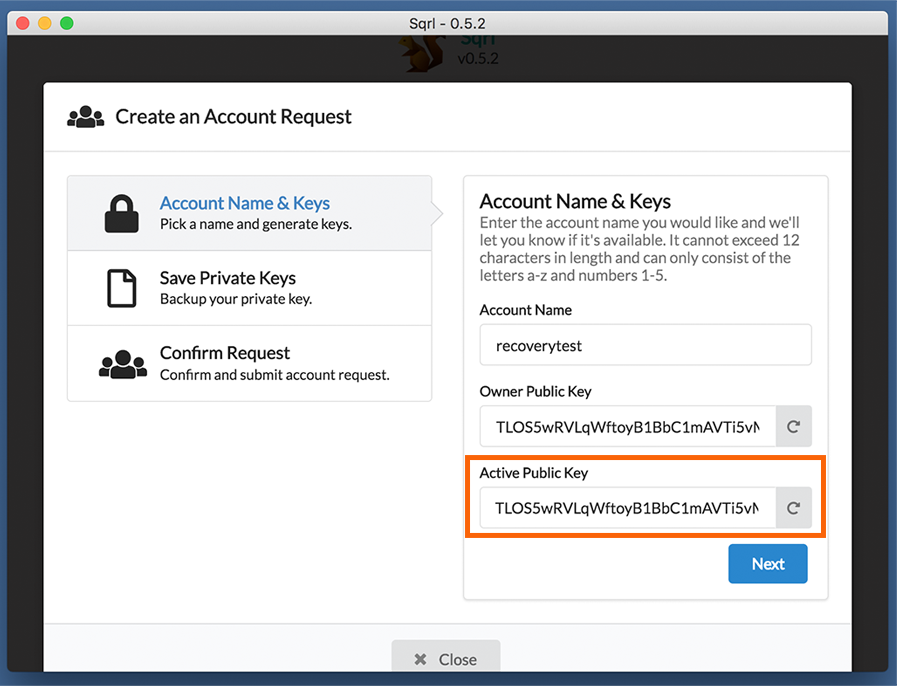 Sqrl - 0.5.2
Sqrl
v0.5.2
Create an Account Request
Account Name & Keys
Pick a name and generate keys.
Save Private Keys
Backup your private key.
Confirm Request
Confirm and submit account request.
Account Name & Keys
Enter the account name you would like and we'll
let you know if it's available. It cannot exceed 12
characters in length and can only consist of the
letters a-z and numbers 1-5.
Account Name
recoverytest
Owner Public Key
TLOS5wRVLqWftoyB1BbC1mAVTi5v
Active Public Key
TLOS5wRVLqWftoyB1BbC1mAVTi5v
Next
Close